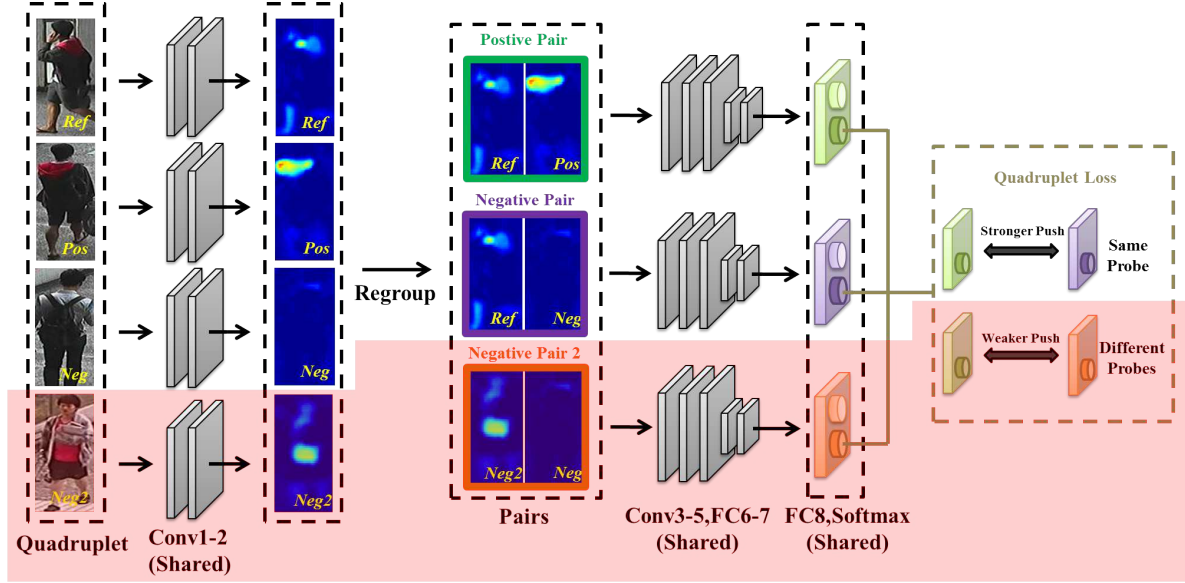 Ref
Pos
Neg
Neg2
Quadruplet
Conv1-2
(Shared)
Ref
Pos
Neg
Neg2
Regroup
Postive Pair
Ref Pos
Negative Pair
Ref Neg
Negative Pair 2
Neg2 Neg
Pairs
Conv3-5,FC6-7
(Shared)
FC8,Softmax
(Shared)
Quadruplet Loss
Stronger Push
Same
Probe
Weaker Push
Different
Probes